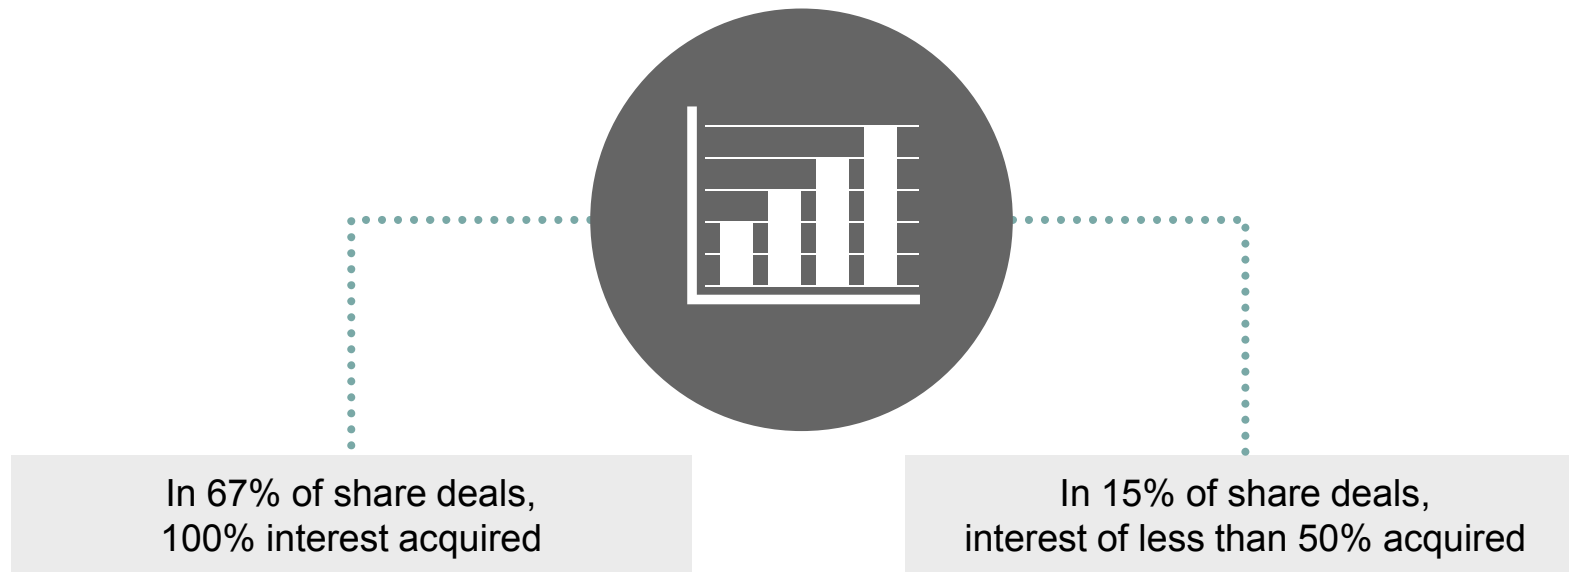 In 67% of share deals,
100% interest acquired
In 15% of share deals,
interest of less than 50% acquired